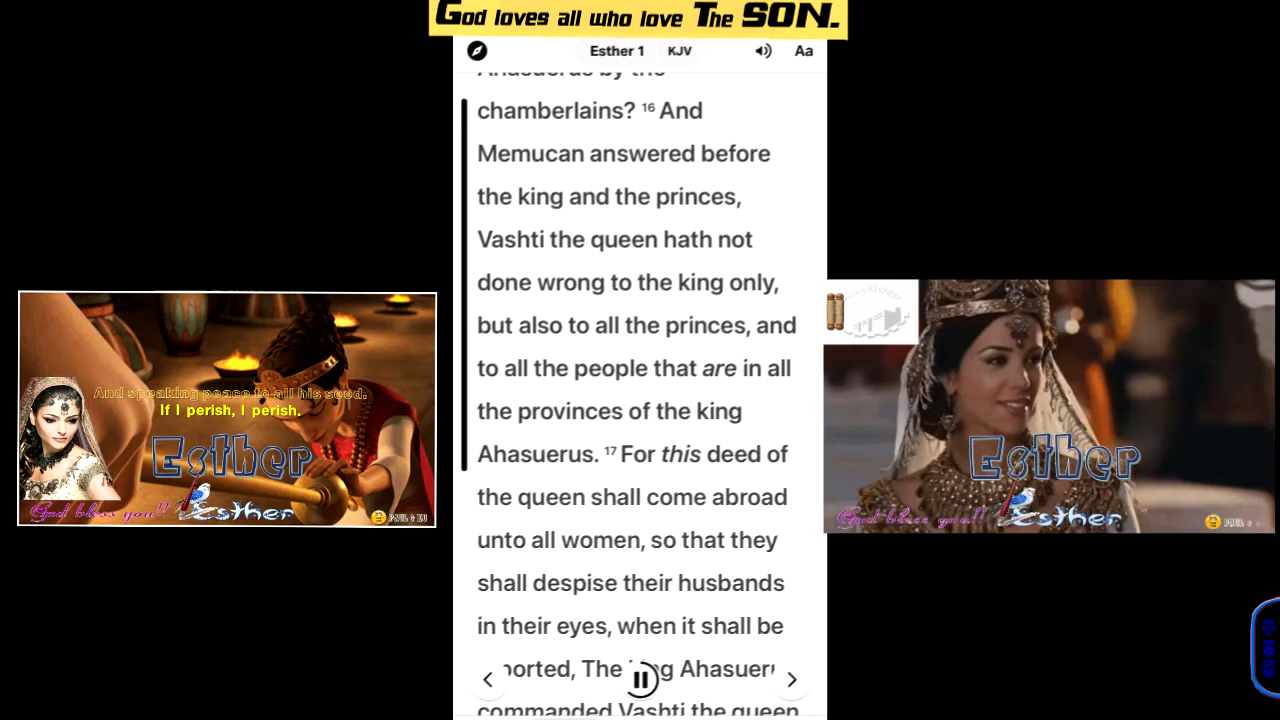 God loves all who love The SON.
Esther 1 KJV Aa
Ahasuerus by the
chamberlains? 16 And
Memucan answered before
the king and the princes,
Vashti the queen hath not
done wrong to the king only,
but also to all the princes, and
to all the people that are in all
the provinces of the king
Ahasuerus. 17 For this deed of
the queen shall come abroad
unto all women, so that they
shall despise their husbands
in their eyes, when it shall be
The Ahasueru
commanded Vashti the queen
And speaking peace to all his seed.
If I perish, I perish.
Esther
God bless you!!
Esther
Esther
God bless you!!
Esther